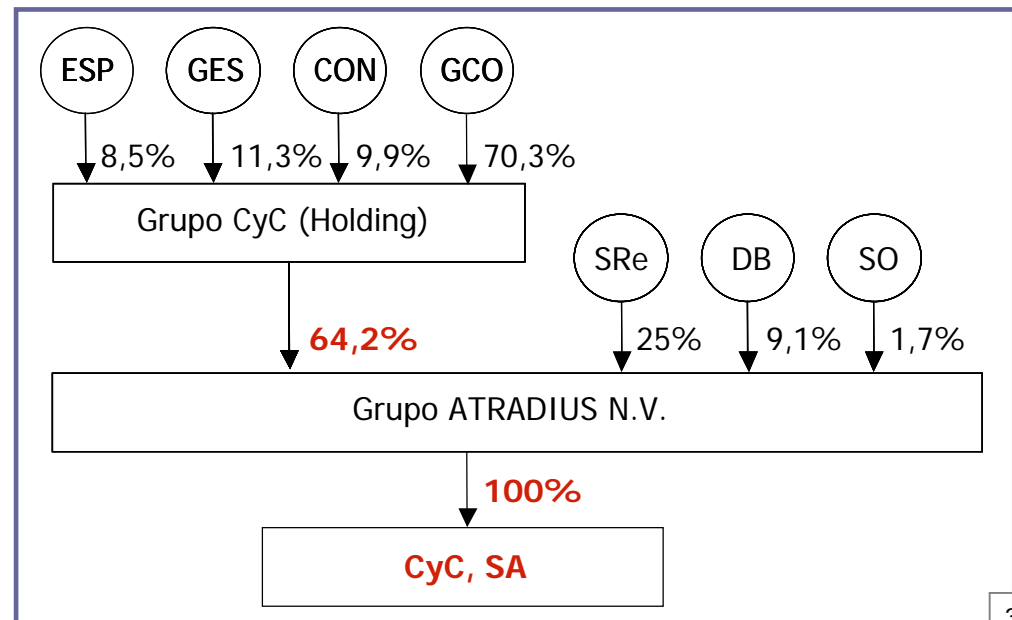 ESP GES CON GCO
8,5% 11,3% 9,9% 70,3%
Grupo CyC (Holding)
SRe DB SO
64,2% 25% 9,1% 1,7%
Grupo ATRADIUS N.V.
100%
CyC, SA